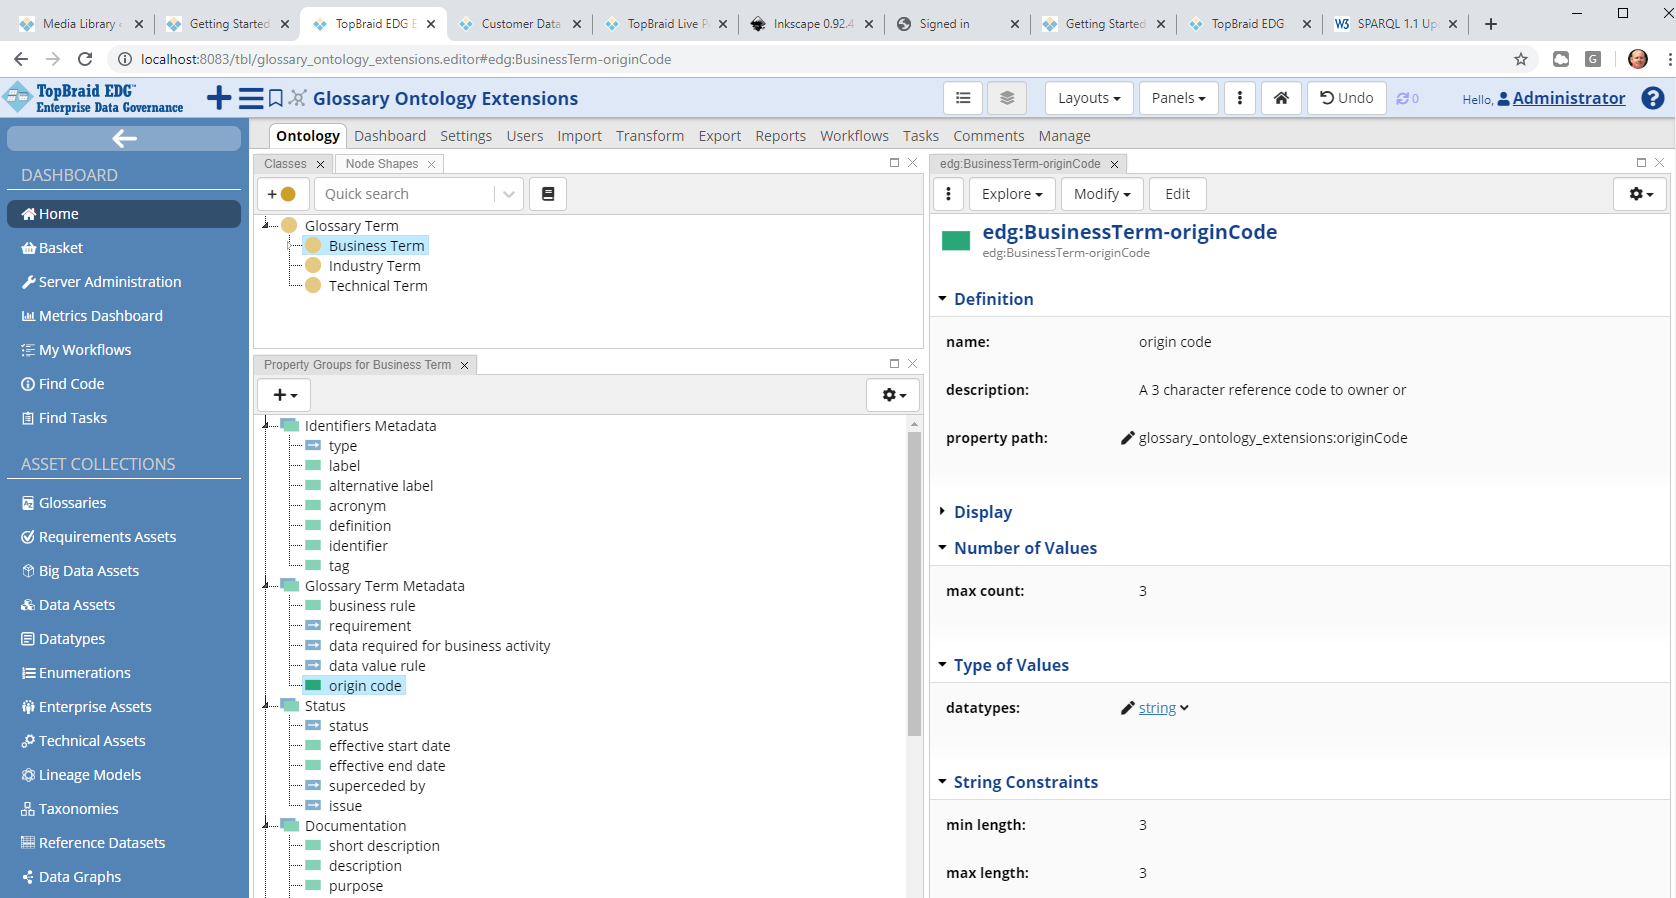 Media Library
Getting Started
TopBraid EDG E
Customer Data
TopBraid Live P
Inkscape 0.92.4
Signed in
Getting Started
TopBraid EDG
W3 SPARQL 1.1 Up
localhost:8083/tbl/glossary_ontology_extensions.editor#edg:BusinessTerm-originCode
G
TopBraid EDG™
Enterprise Data Governance
Glossary Ontology Extensions
Layouts
Panels
Undo
0
Hello, Administrator
?
DASHBOARD
Home
Basket
Server Administration
Metrics Dashboard
My Workflows
Find Code
Find Tasks
ASSET COLLECTIONS
Glossaries
Requirements Assets
Big Data Assets
Data Assets
Datatypes
Enumerations
Enterprise Assets
Technical Assets
Lineage Models
Taxonomies
Reference Datasets
Data Graphs
Ontology Dashboard Settings Users Import Transform Export Reports Workflows Tasks Comments Manage
Classes
Node Shapes
Quick search
Glossary Term
Business Term
Industry Term
Technical Term
Property Groups for Business Term
Identifiers Metadata
type
label
alternative label
acronym
definition
identifier
tag
Glossary Term Metadata
business rule
requirement
data required for business activity
data value rule
origin code
Status
status
effective start date
effective end date
superceded by
issue
Documentation
short description
description
purpose
edg:BusinessTerm-originCode
Explore
Modify
Edit
edg:BusinessTerm-originCode
edg:BusinessTerm-originCode
Definition
name: origin code
description: A 3 character reference code to owner or
property path: glossary_ontology_extensions:originCode
Display
Number of Values
max count: 3
Type of Values
datatypes: string
String Constraints
min length: 3
max length: 3